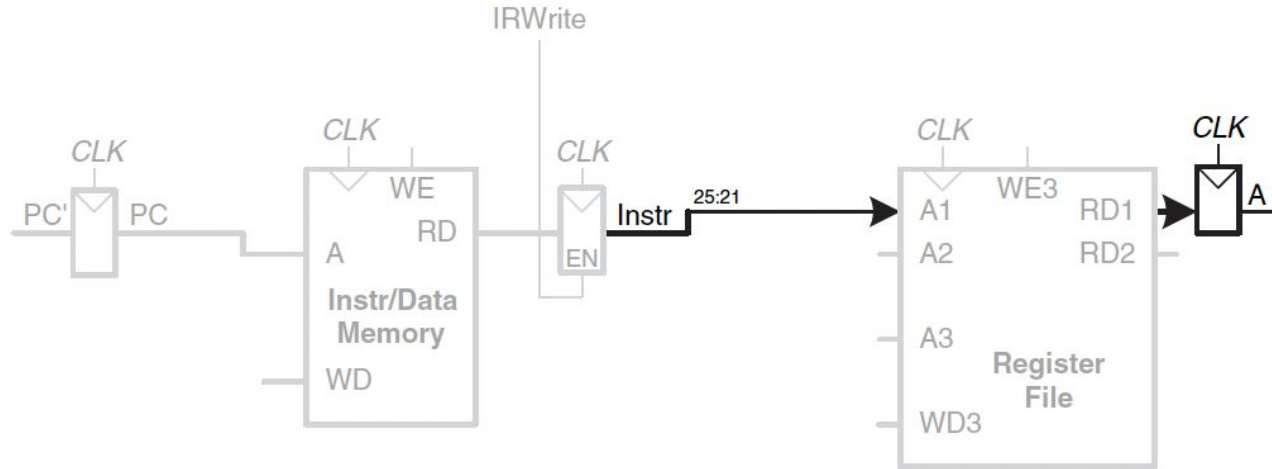 IRWrite
CLK
CLK
CLK
CLK
CLK
PC'
PC
WE
RD
A
Instr/Data
Memory
WD
EN
Instr
25:21
A1
A2
A3
WD3
WE3
RD1
RD2
Register
File
A